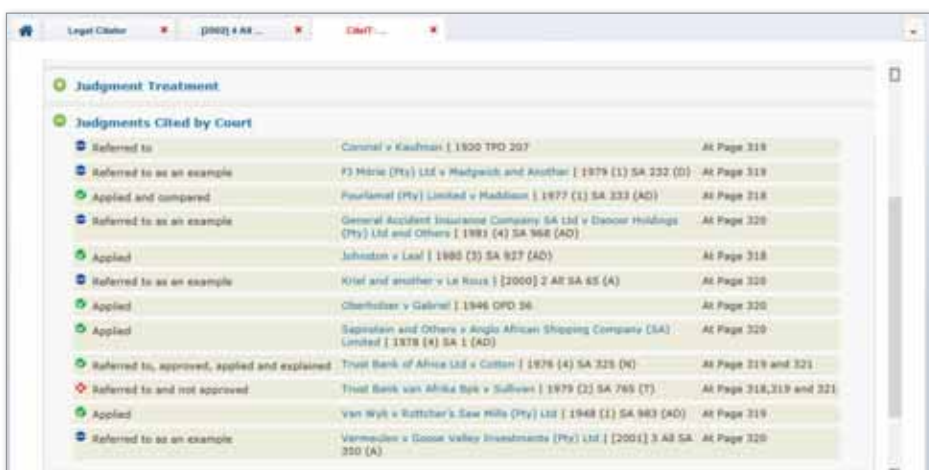 Legal Citator
[2002] 4 All ...
CiteIT: ...
Judgment Treatment
Judgments Cited by Court
Referred to Connel v Kaufman | 1930 TPD 207 At Page 319
Referred to as an example FJ Mitrie (Pty) Ltd v Madgwick and Another | 1979 (1) SA 232 (D) At Page 319
Applied and compared Fourlamel (Pty) Limited v Maddison | 1977 (1) SA 333 (AD) At Page 318
Referred to as an example General Accident Insurance Company SA Ltd v Dancor Holdings At Page 320
(Pty) Ltd and Others | 1981 (4) SA 968 (AD)
Applied Johnston v Leal | 1980 (3) SA 927 (AD) At Page 318
Referred to as an example Kriel and another v Le Roux | [2000] 2 All SA 65 (A) At Page 320
Applied Oberholzer v Gabriel | 1946 OPD 56 At Page 320
Applied Sapirstein and Others v Anglo African Shipping Company (SA) At Page 320
Limited | 1978 (4) SA 1 (AD)
Referred to, approved, applied and explained Trust Bank of Africa Ltd v Cotton | 1976 (4) SA 325 (N) At Page 319 and 321
Referred to and not approved Trust Bank van Afrika Bpk v Sullivan | 1979 (2) SA 765 (T) At Page 318,319 and 321
Applied Van Wyk v Rottcher's Saw Mills (Pty) Ltd | 1948 (1) SA 983 (AD) At Page 319
Referred to as an example Vermeulen v Goose Valley Investments (Pty) Ltd | [2001] 3 All SA At Page 320
350 (A)